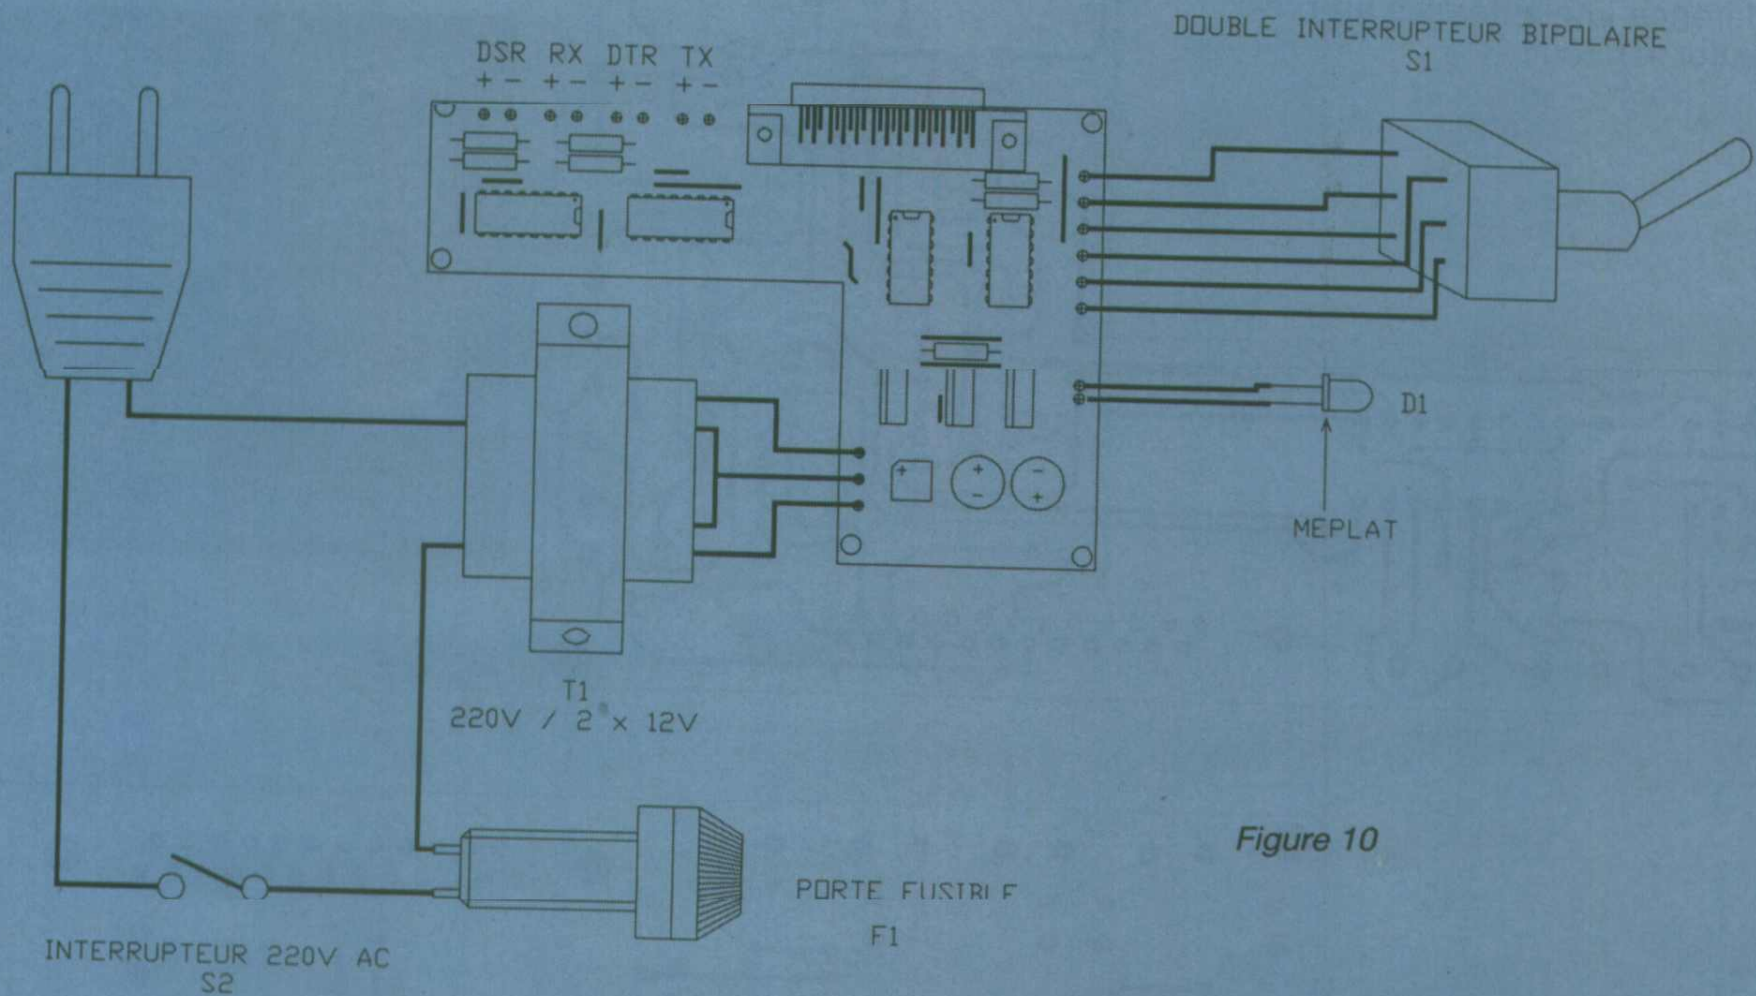 DOUBLE INTERRUPTEUR BIPOLAIRE
S1
DSR RX DTR TX
+ - + - + - + -
D1
MEPLAT
+ + - - +
T1
220V / 2 x 12V
Figure 10
PORTE FUSIBLE
F1
INTERRUPTEUR 220V AC
S2